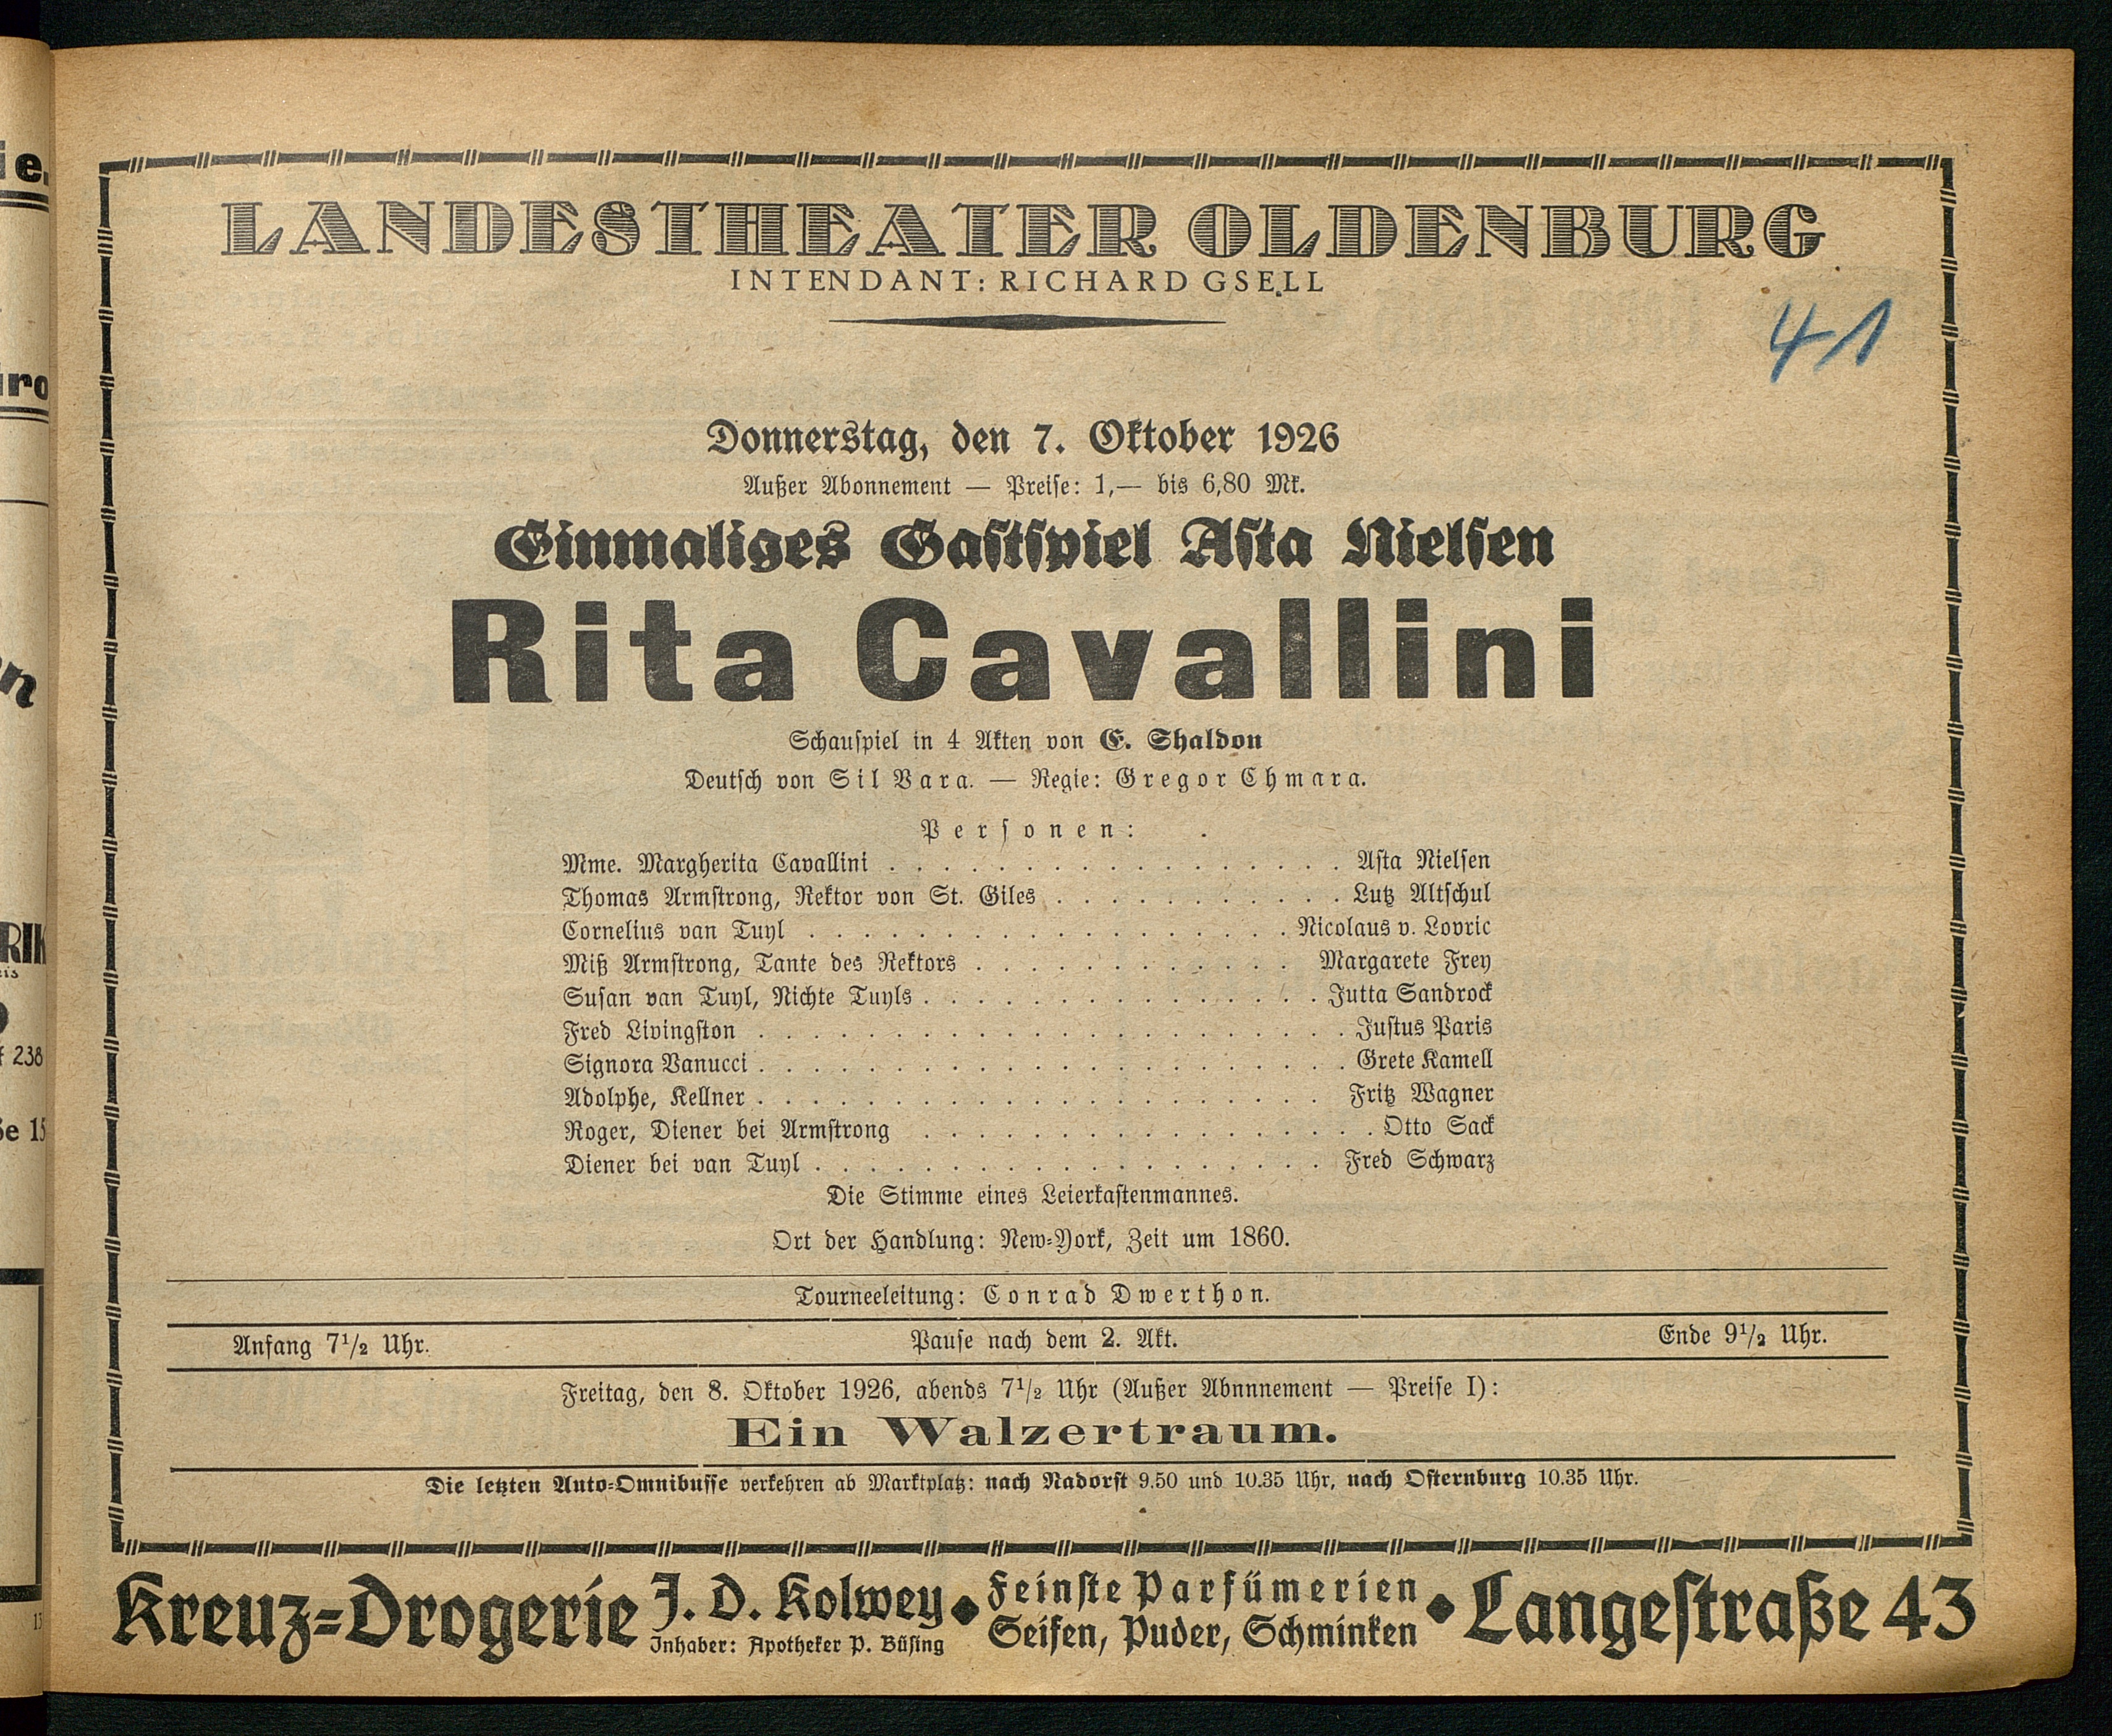 LANDESTHEATER OLDENBURG
INTENDANT: RICHARD GSELL
41
Donnerstag, den 7. Oktober 1926
Außer Abonnement — Preise: 1,— bis 6,80 Mk.
Einmaliges Gastspiel Asta Nielsen
Rita Cavallini
Schauspiel in 4 Akten von E. Shaldon
Deutsch von Sil Vara. — Regie: Gregor Chmara.
Personen:
Mme. Margherita Cavallini . . . . . . . . . . . . . . . . . Asta Nielsen
Thomas Armstrong, Rektor von St. Giles . . . . . . . . . . . Lutz Altschul
Cornelius van Tuyl . . . . . . . . . . . . . . . . . . Nicolaus v. Lovric
Miß Armstrong, Tante des Rektors . . . . . . . . . . . . Margarete Frey
Susan van Tuyl, Nichte Tuyls . . . . . . . . . . . . . . . Jutta Sandrock
Fred Livingston . . . . . . . . . . . . . . . . . . . . . . Justus Paris
Signora Vanucci . . . . . . . . . . . . . . . . . . . . . . Grete Kamell
Adolphe, Kellner . . . . . . . . . . . . . . . . . . . . . Fritz Wagner
Roger, Diener bei Armstrong . . . . . . . . . . . . . . . . . Otto Sack
Diener bei van Tuyl . . . . . . . . . . . . . . . . . . . Fred Schwarz
Die Stimme eines Leierkastenmannes.
Ort der Handlung: New-York, Zeit um 1860.
Tourneeleitung: Conrad Dwerthon.
Anfang 7½ Uhr. Pause nach dem 2. Akt. Ende 9½ Uhr.
Freitag, den 8. Oktober 1926, abends 7½ Uhr (Außer Abnnnement — Preise I):
Ein Walzertraum.
Die letzten Auto-Omnibusse verkehren ab Marktplatz: nach Nadorst 9.50 und 10.35 Uhr, nach Osternburg 10.35 Uhr.
Kreuz-Drogerie J. D. Kolwey ◆ Feinste Parfümerien ◆ Langestraße 43
Inhaber: Apotheker P. Büsing Seifen, Puder, Schminken